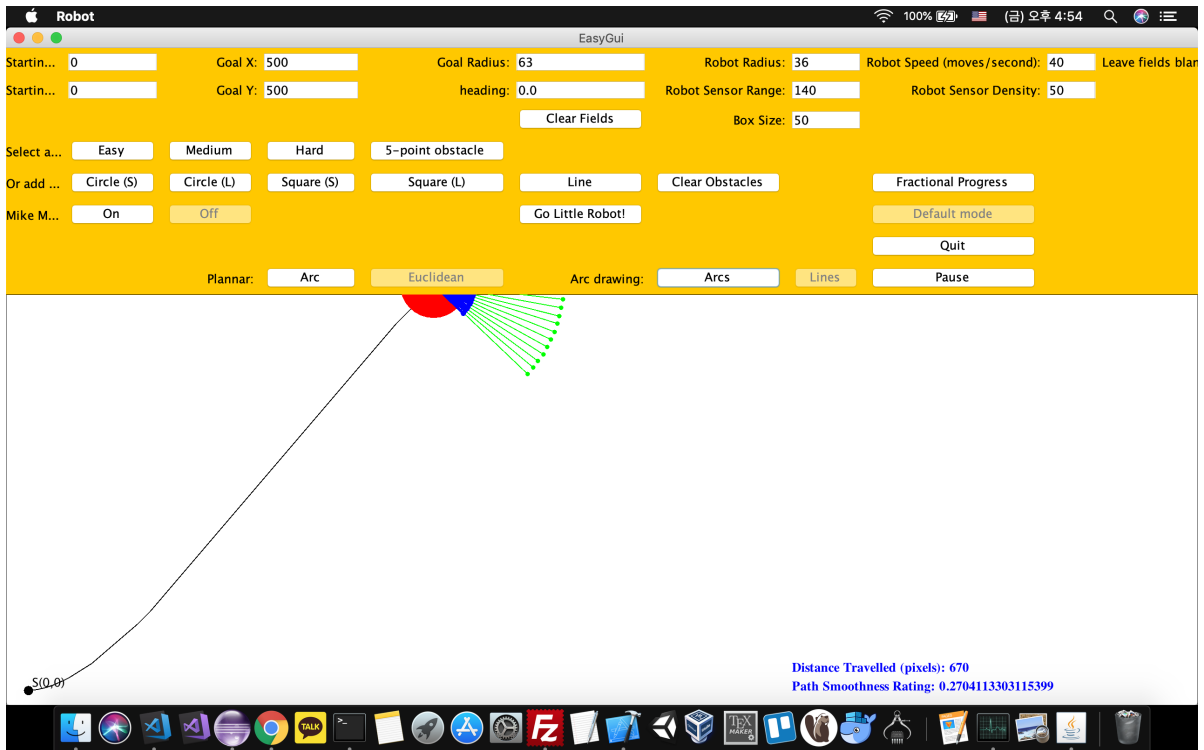 Robot 100% (금) 오후 4:54
EasyGui
Startin... 0 Goal X: 500 Goal Radius: 63 Robot Radius: 36 Robot Speed (moves/second): 40 Leave fields blan
Startin... 0 Goal Y: 500 heading: 0.0 Robot Sensor Range: 140 Robot Sensor Density: 50
Clear Fields Box Size: 50
Select a... Easy Medium Hard 5-point obstacle
Or add ... Circle (S) Circle (L) Square (S) Square (L) Line Clear Obstacles Fractional Progress
Mike M... On Off Go Little Robot! Default mode
Quit
Plannar: Arc Euclidean Arc drawing: Arcs Lines Pause
S(0,0)
Distance Travelled (pixels): 670
Path Smoothness Rating: 0.2704113303115399
TALK
>_
Fz
TEX
MAKER